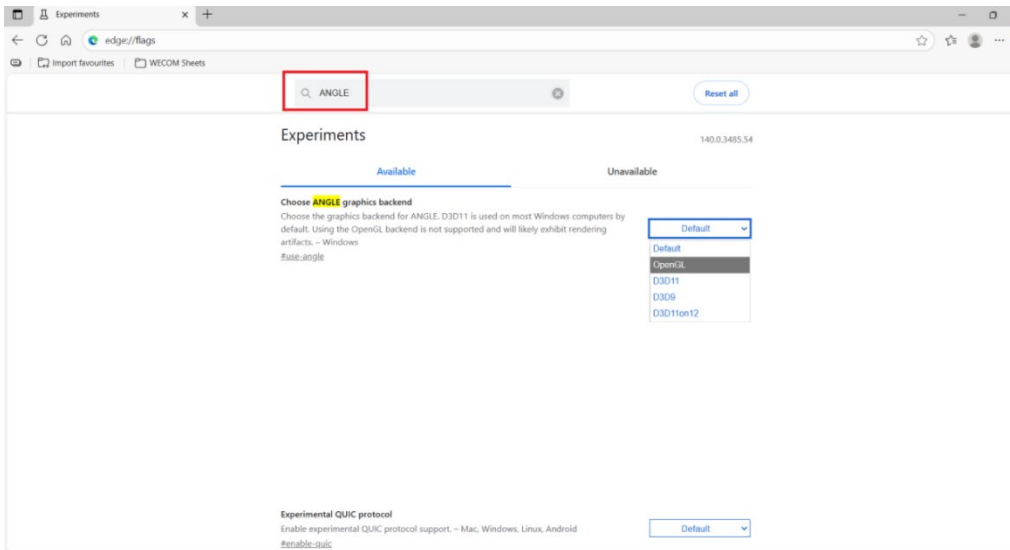 Experiments
edge://flags
Import favourites
WECOM Sheets
ANGLE
Reset all
Experiments
140.0.3485.54
Available
Unavailable
Choose ANGLE graphics backend
Choose the graphics backend for ANGLE. D3D11 is used on most Windows computers by
default. Using the OpenGL backend is not supported and will likely exhibit rendering
artifacts. – Windows
#use-angle
Default
Default
OpenGL
D3D11
D3D9
D3D11on12
Experimental QUIC protocol
Enable experimental QUIC protocol support. – Mac, Windows, Linux, Android
#enable-quic
Default